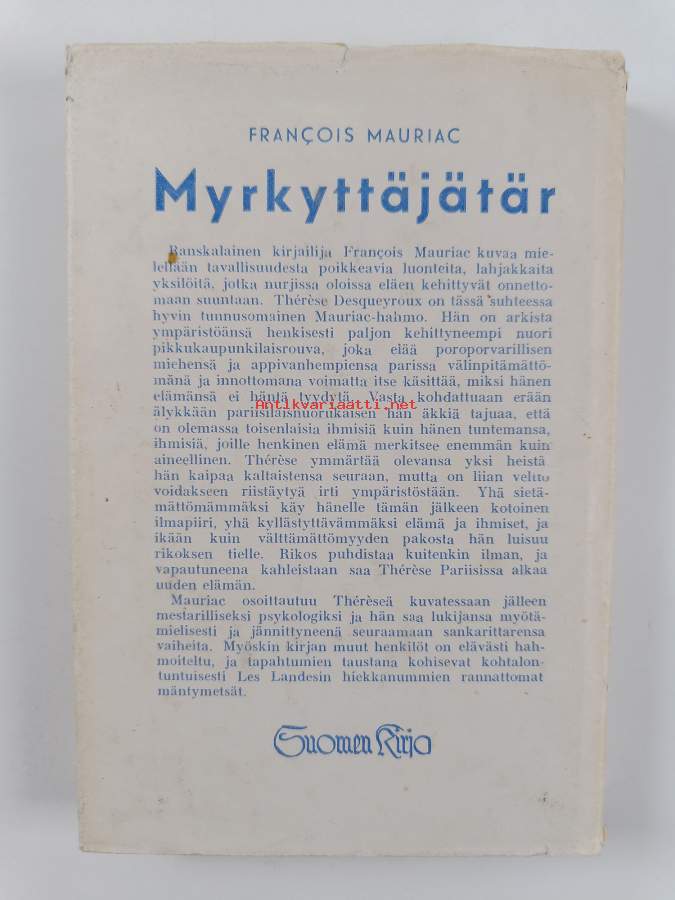 FRANÇOIS MAURIAC
Myrkyttäjätär
Ranskalainen kirjailija François Mauriac kuvaa mie-
lellään tavallisuudesta poikkeavia luonteita, lahjakkaita
yksilöitä, jotka nurjissa oloissa eläen kehittyvät onnetto-
maan suuntaan. Thérèse Desqueyroux on tässä suhteessa
hyvin tunnusomainen Mauriac-hahmo. Hän on arkista
ympäristöänsä henkisesti paljon kehittyneempi nuori
pikkukaupunkilaisrouva, joka elää poroporvarillisen
miehensä ja appivanhempiensa parissa välinpitämättö-
mänä ja innottomana voimatta itse käsittää, miksi hänen
elämänsä ei häntä tyydytä. Vasta kohdattuaan erään
Antikvariaatti.net
älykkään pariisilaisnuorukaisen hän äkkiä tajuaa, että
on olemassa toisenlaisia ihmisiä kuin hänen tuntemansa,
ihmisiä, joille henkinen elämä merkitsee enemmän kuin
aineellinen. Thérèse ymmärtää olevansa yksi heistä
hän kaipaa kaltaistensa seuraan, mutta on liian veltto
voidakseen riistäytyä irti ympäristöstään. Yhä sietä-
mättömämmäksi käy hänelle tämän jälkeen kotoinen
ilmapiiri, yhä kyllästyttävämmäksi elämä ja ihmiset, ja
ikään kuin välttämättömyyden pakosta hän luisuu
rikoksen tielle. Rikos puhdistaa kuitenkin ilman, ja
vapautuneena kahleistaan saa Thérèse Pariisissa alkaa
uuden elämän.
Mauriac osoittautuu Thérèseä kuvatessaan jälleen
mestarilliseksi psykologiksi ja hän saa lukijansa myötä-
mielisesti ja jännittyneenä seuraamaan sankarittarensa
vaiheita. Myöskin kirjan muut henkilöt on elävästi hah-
moiteltu, ja tapahtumien taustana kohisevat kohtalon-
tuntuisesti Les Landesin hiekkanummien rannattomat
mäntymetsät.
Suomen Kirja